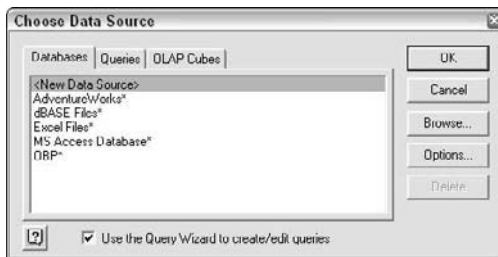 Choose Data Source
Databases
Queries
OLAP Cubes
<New Data Source>
AdventureWorks*
dBASE Files*
Excel Files*
MS Access Database*
OBP*
OK
Cancel
Browse...
Options...
Delete
Use the Query Wizard to create/edit queries